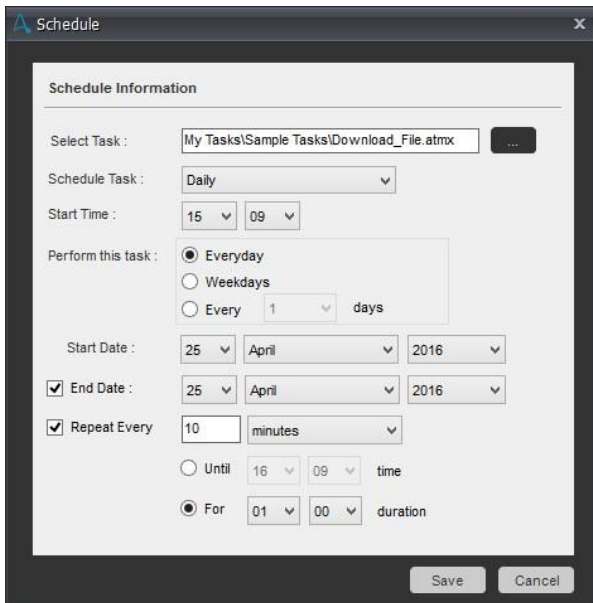 Schedule x
Schedule Information
Select Task : My Tasks\Sample Tasks\Download_File.atmx ...
Schedule Task : Daily
Start Time : 15 09
Perform this task : Everyday
Weekdays
Every 1 days
Start Date : 25 April 2016
End Date : 25 April 2016
Repeat Every 10 minutes
Until 16 09 time
For 01 00 duration
Save Cancel